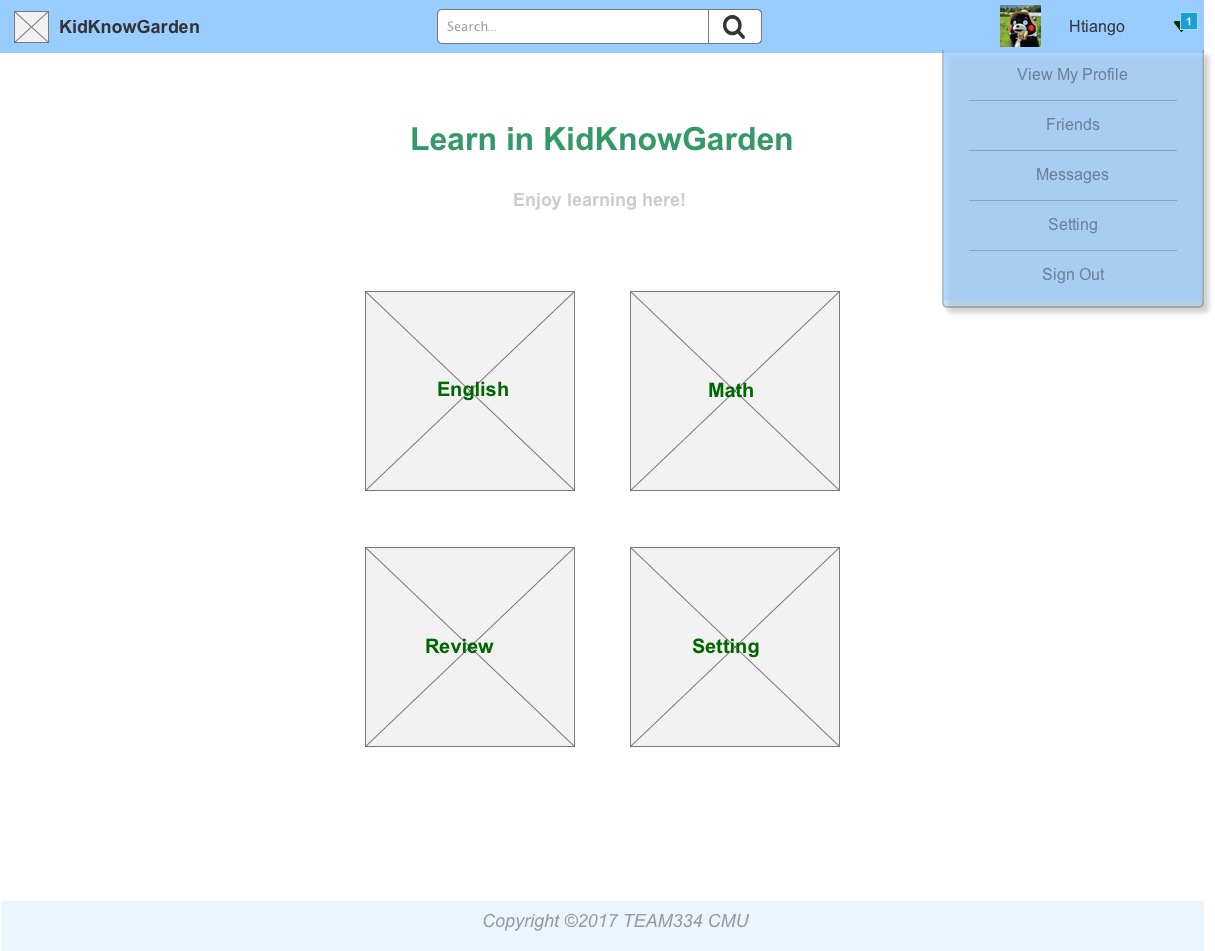 KidKnowGarden
Search...
Htiango
1
View My Profile
Friends
Messages
Setting
Sign Out
Learn in KidKnowGarden
Enjoy learning here!
English
Math
Review
Setting
Copyright ©2017 TEAM334 CMU